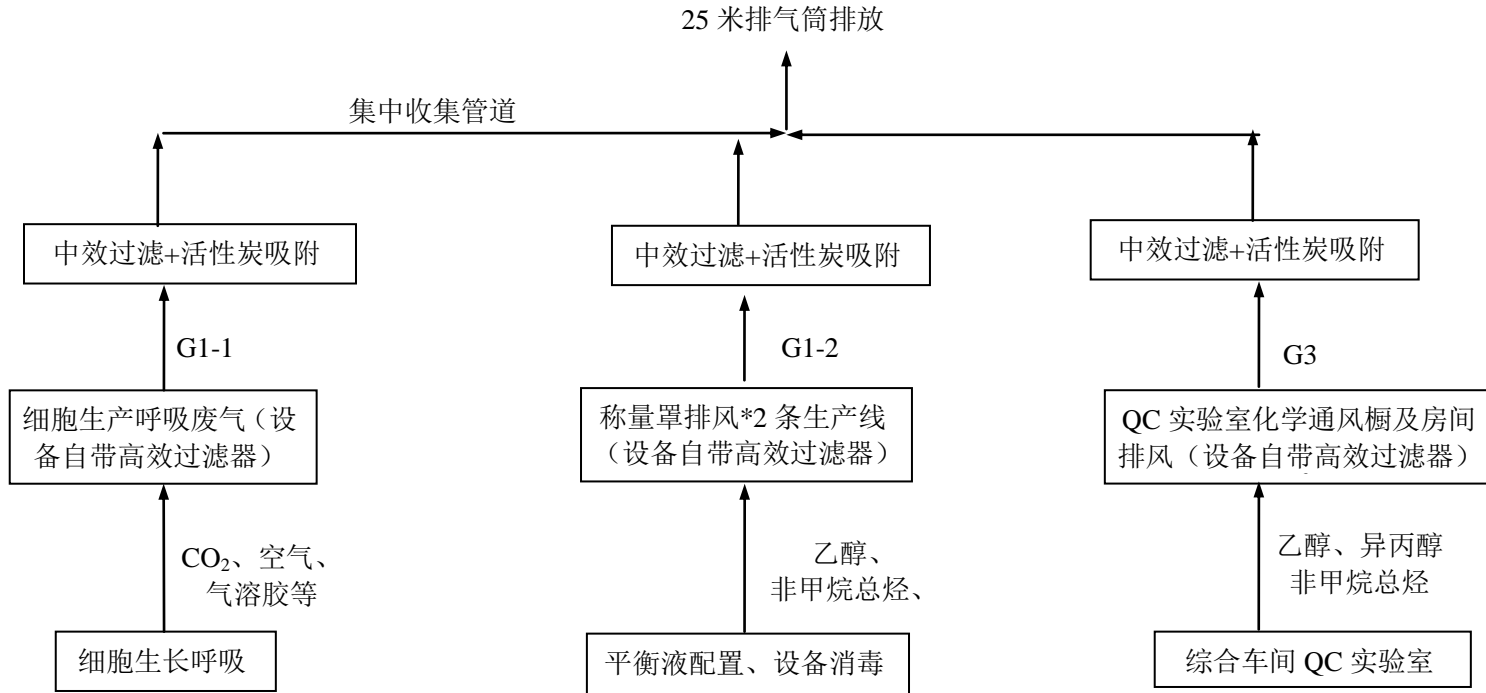 25 米排气筒排放
集中收集管道
中效过滤+活性炭吸附
中效过滤+活性炭吸附
中效过滤+活性炭吸附
G1-1
G1-2
G3
细胞生产呼吸废气（设
备自带高效过滤器）
称量罩排风*2 条生产线
（设备自带高效过滤器）
QC 实验室化学通风橱及房间
排风（设备自带高效过滤器）
CO₂、空气、
气溶胶等
乙醇、
非甲烷总烃、
乙醇、异丙醇
非甲烷总烃
细胞生长呼吸
平衡液配置、设备消毒
综合车间 QC 实验室